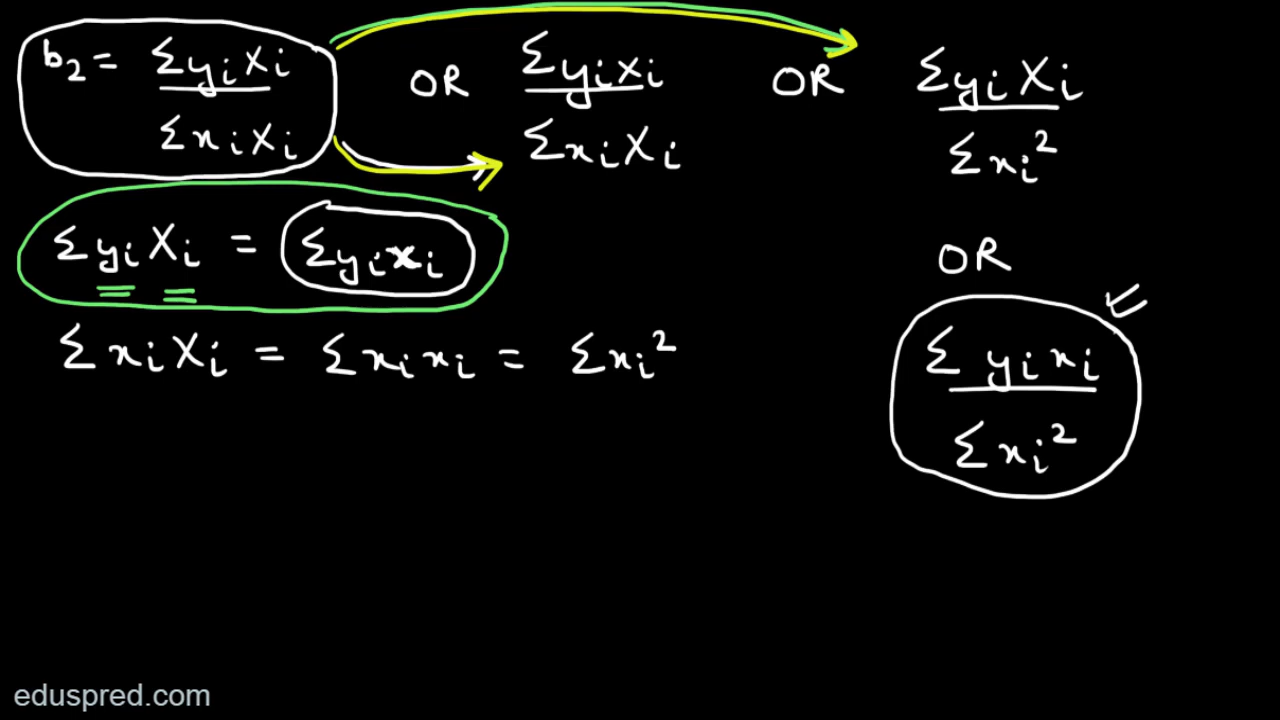 b₂ = ΣyᵢXᵢ / ΣxᵢXᵢ OR Σyᵢxᵢ / ΣxᵢXᵢ OR ΣyᵢXᵢ / Σxᵢ²
ΣyᵢXᵢ = Σyᵢxᵢ
OR
ΣxᵢXᵢ = Σxᵢxᵢ = Σxᵢ²
Σyᵢxᵢ / Σxᵢ²
eduspred.com